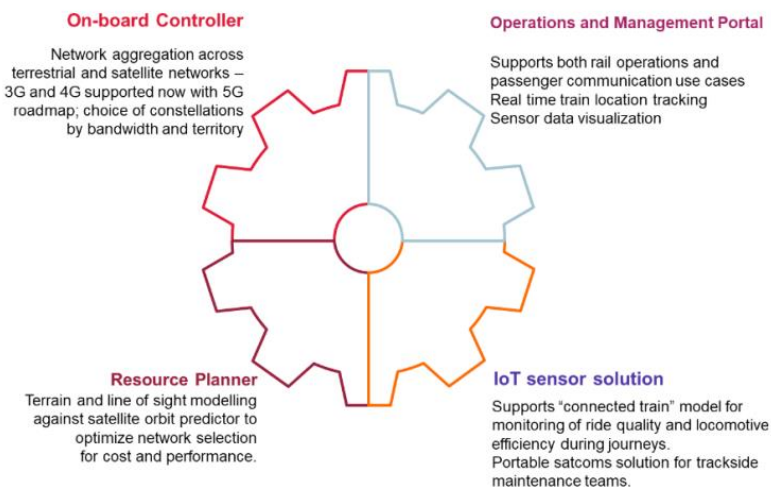 On-board Controller
Network aggregation across
terrestrial and satellite networks –
3G and 4G supported now with 5G
roadmap; choice of constellations
by bandwidth and territory
Operations and Management Portal
Supports both rail operations and
passenger communication use cases
Real time train location tracking
Sensor data visualization
Resource Planner
Terrain and line of sight modelling
against satellite orbit predictor to
optimize network selection
for cost and performance.
IoT sensor solution
Supports “connected train” model for
monitoring of ride quality and locomotive
efficiency during journeys.
Portable satcoms solution for trackside
maintenance teams.